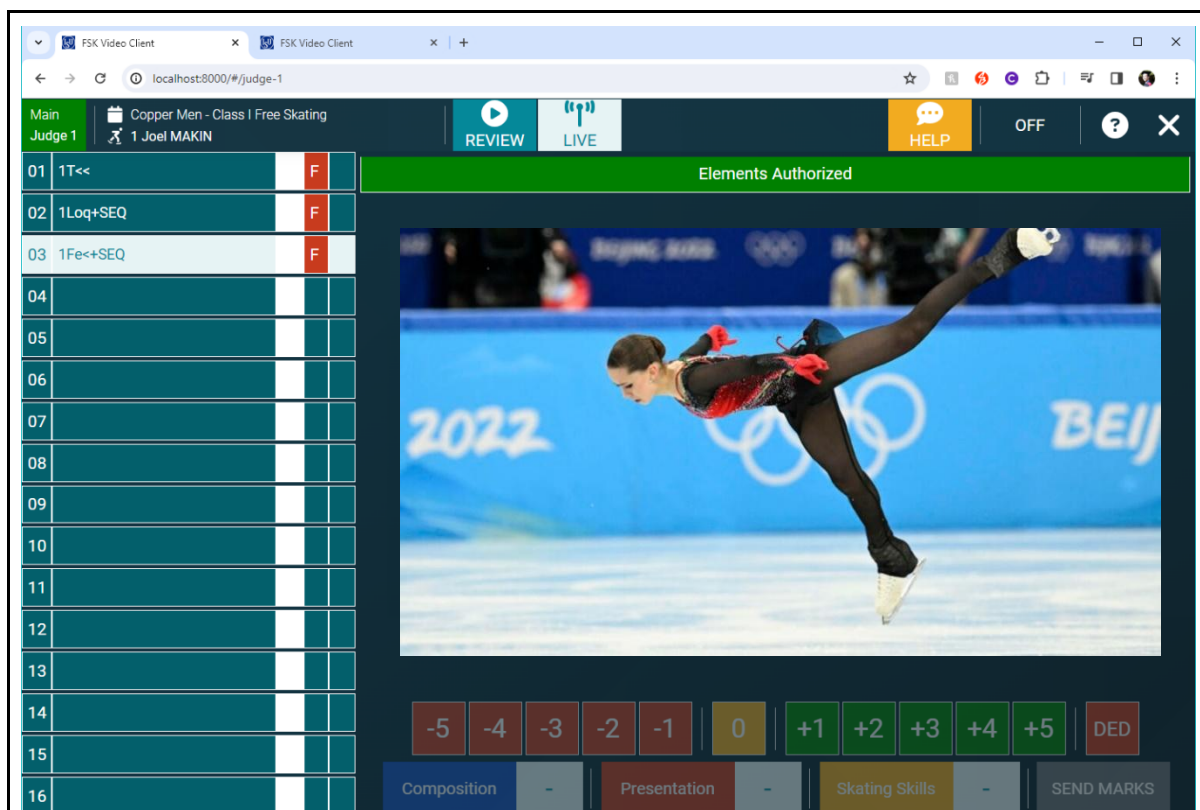 FSK Video Client
FSK Video Client
localhost:8000/#/judge-1
Main
Judge 1
Copper Men - Class I Free Skating
1 Joel MAKIN
REVIEW
LIVE
HELP
OFF
01 1T<< F
02 1Loq+SEQ F
03 1Fe<+SEQ F
04
05
06
07
08
09
10
11
12
13
14
15
16
Elements Authorized
BEIJING 2022
2022
BEIJ
-5 -4 -3 -2 -1 0 +1 +2 +3 +4 +5 DED
Composition - Presentation - Skating Skills - SEND MARKS